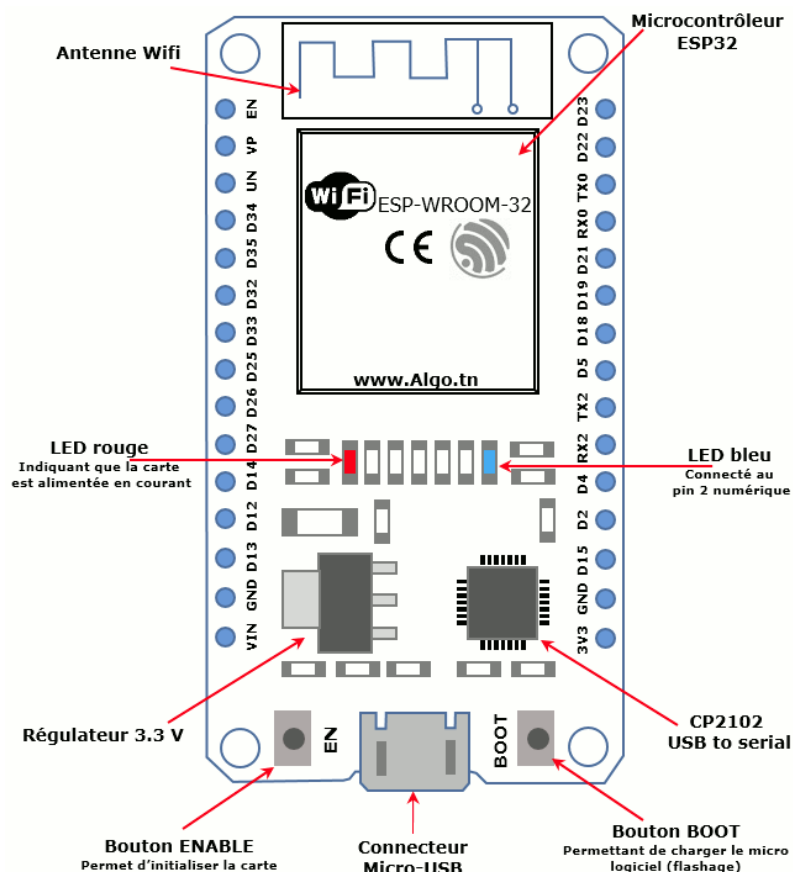 Antenne Wifi
Microcontrôleur
ESP32
EN
VP
UN
D34
D35
D32
D33
D25
D26
D27
D14
D12
D13
GND
VIN
D23
D22
TX0
RX0
D21
D19
D18
D5
TX2
RX2
D4
D2
D15
GND
3V3
WiFi
ESP-WROOM-32
CE
www.Algo.tn
LED rouge
Indiquant que la carte
est alimentée en courant
LED bleu
Connecté au
pin 2 numérique
Régulateur 3.3 V
CP2102
USB to serial
EN
BOOT
Bouton ENABLE
Permet d'initialiser la carte
Connecteur
Micro-USB
Bouton BOOT
Permettant de charger le micro
logiciel (flashage)